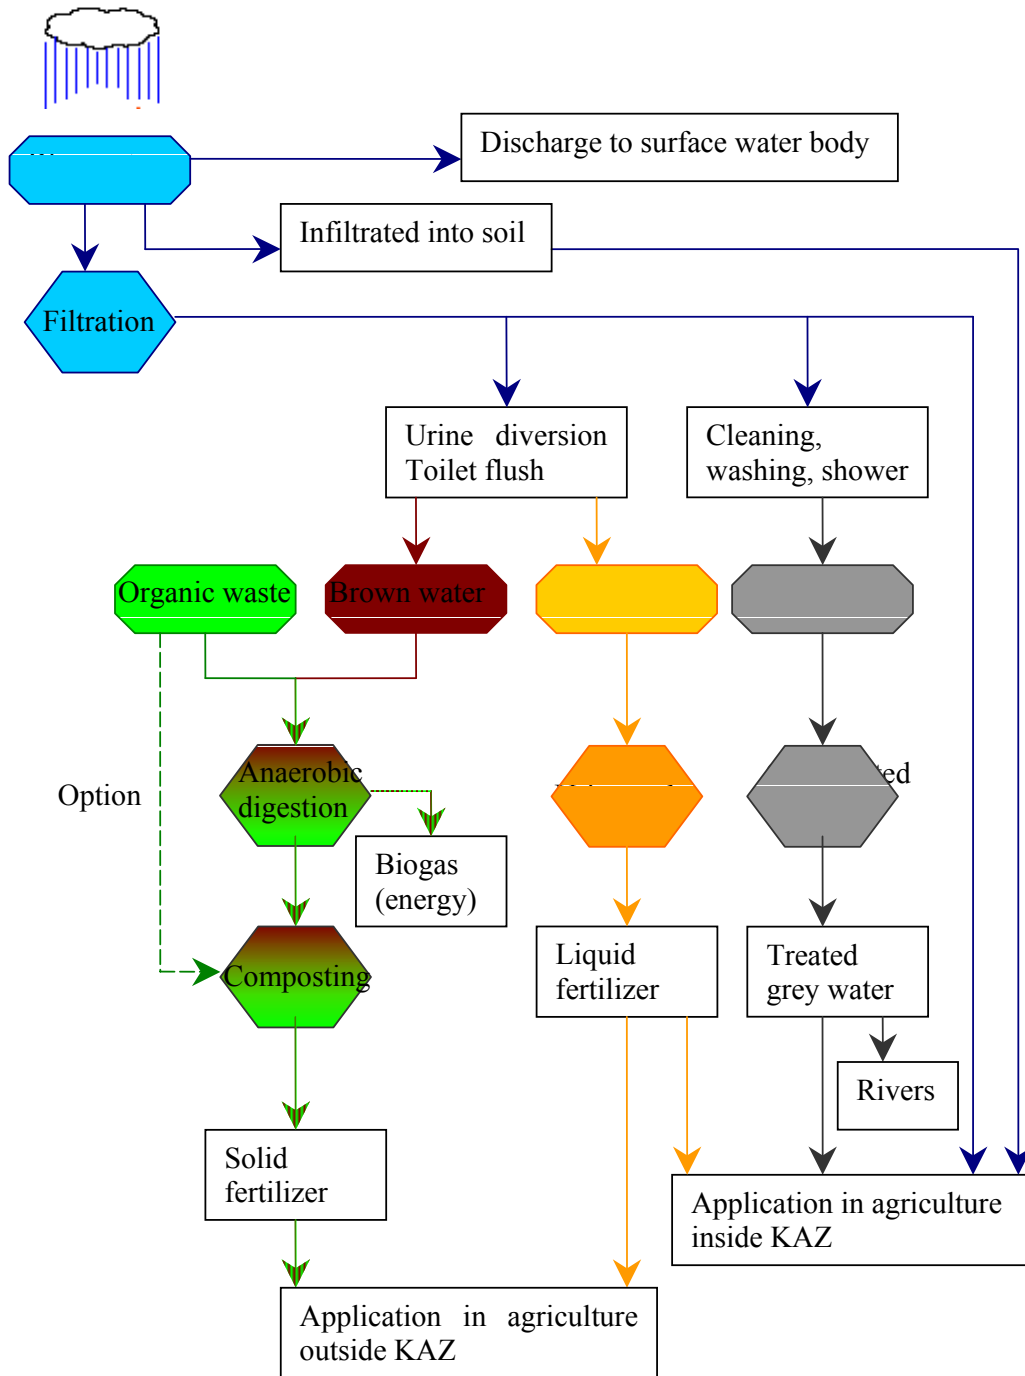 Discharge to surface water body
Infiltrated into soil
Filtration
Urine diversion
Toilet flush
Cleaning,
washing, shower
Organic waste
Brown water
Option
Anaerobic
digestion
Biogas
(energy)
Composting
Liquid
fertilizer
Treated
grey water
Rivers
Solid
fertilizer
Application in agriculture
inside KAZ
Application in agriculture
outside KAZ